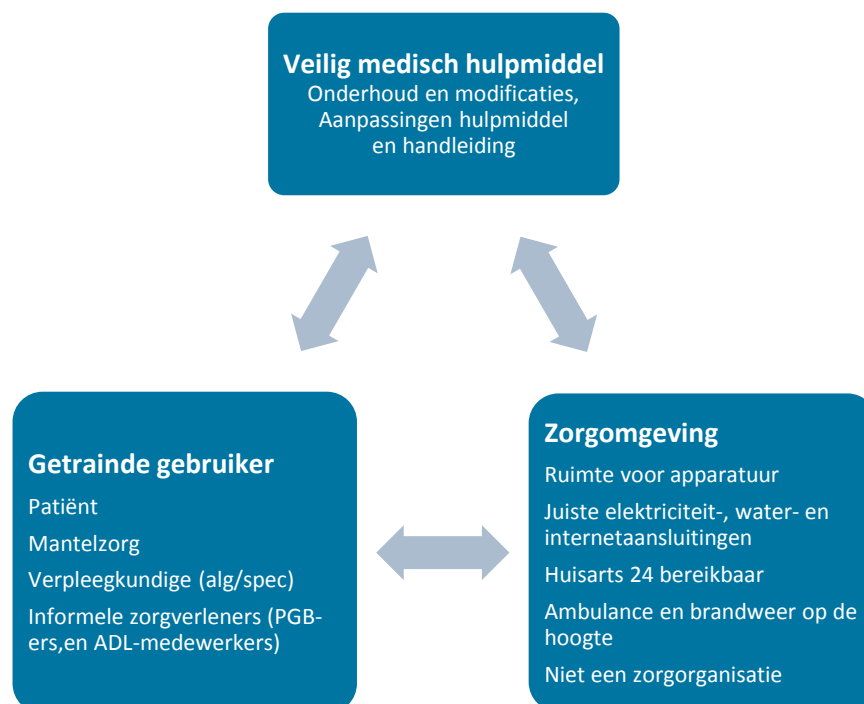 Veilig medisch hulpmiddel
Onderhoud en modificaties,
Aanpassingen hulpmiddel
en handleiding
Getrainde gebruiker
Patiënt
Mantelzorg
Verpleegkundige (alg/spec)
Informele zorgverleners (PGB-
ers,en ADL-medewerkers)
Zorgomgeving
Ruimte voor apparatuur
Juiste elektriciteit-, water- en
internetaansluitingen
Huisarts 24 bereikbaar
Ambulance en brandweer op de
hoogte
Niet een zorgorganisatie